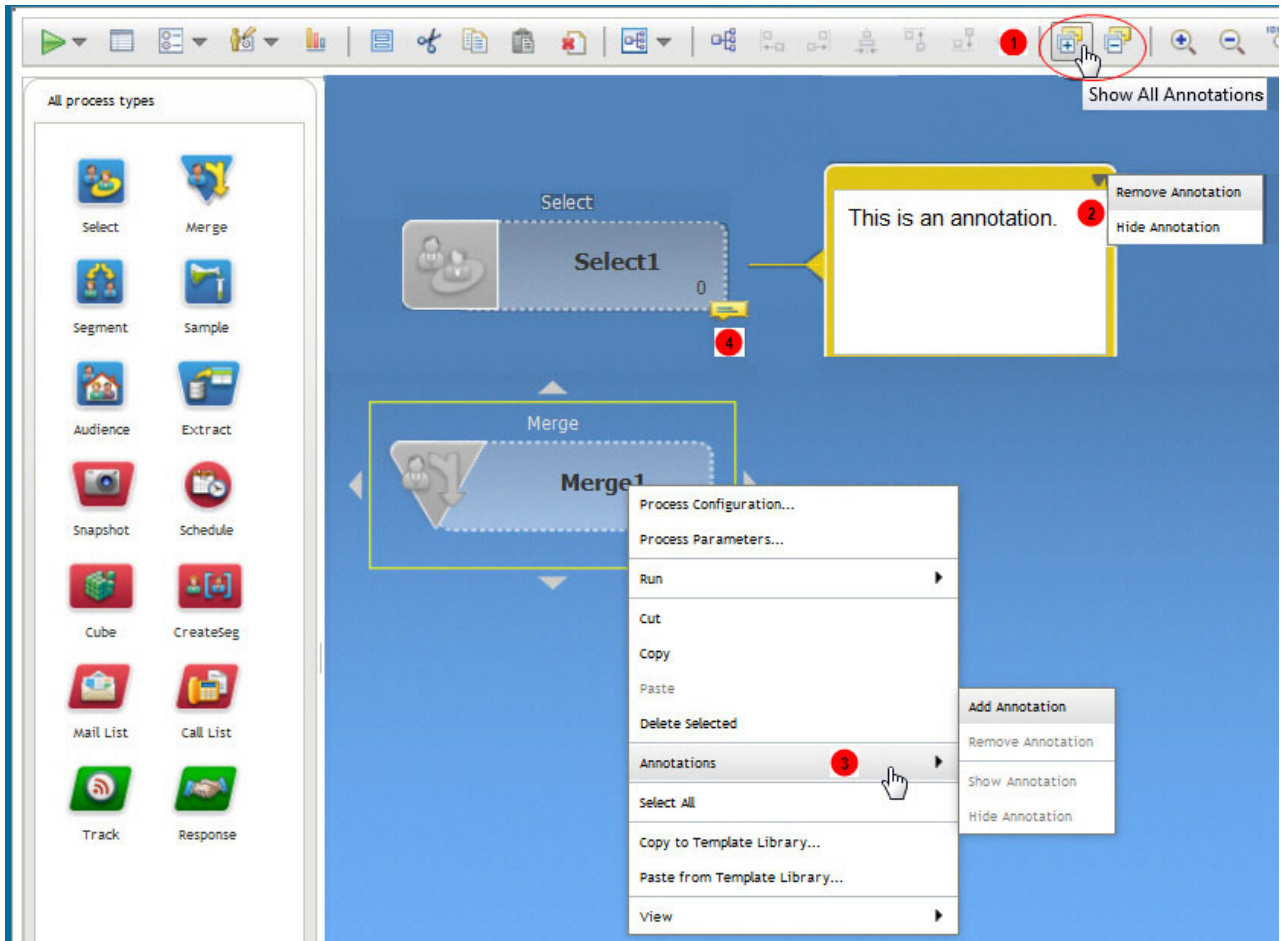 1
Show All Annotations
All process types
Select
Merge
Segment
Sample
Audience
Extract
Snapshot
Schedule
Cube
CreateSeg
Mail List
Call List
Track
Response
Select
Select1
0
4
This is an annotation.
2
Remove Annotation
Hide Annotation
Merge
Merge1
Process Configuration...
Process Parameters...
Run
Cut
Copy
Paste
Delete Selected
Annotations
3
Select All
Copy to Template Library...
Paste from Template Library...
View
Add Annotation
Remove Annotation
Show Annotation
Hide Annotation